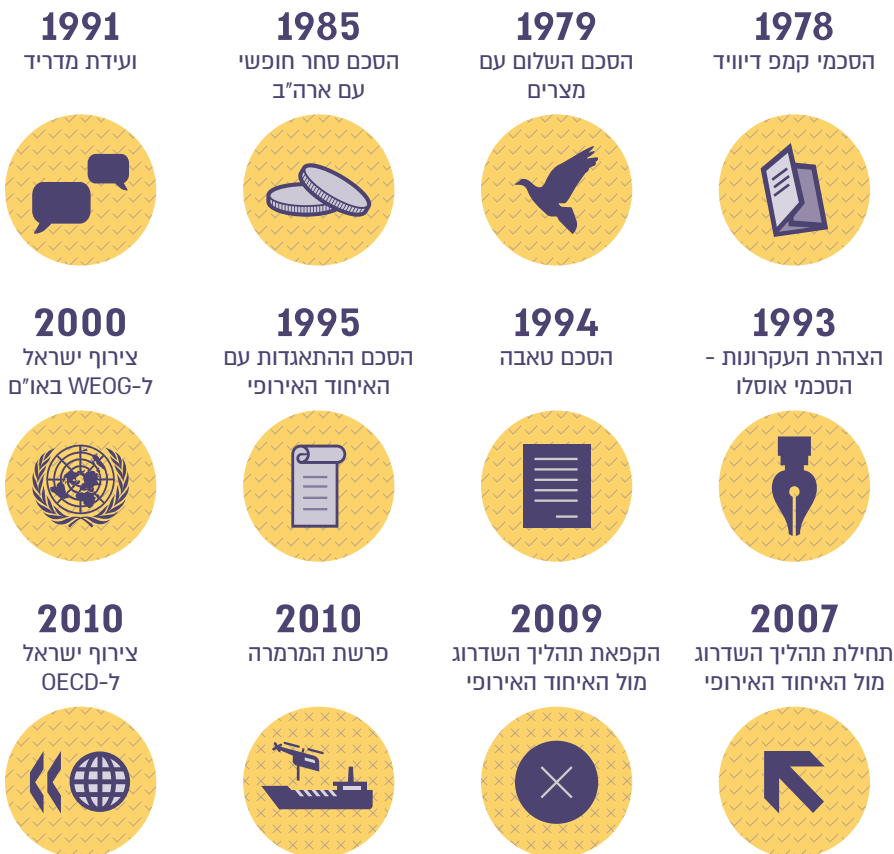 1978
הסכמי קמפ דיוויד
1979
הסכם השלום עם
מצרים
1985
הסכם סחר חופשי
עם ארה"ב
1991
ועידת מדריד
1993
הצהרת העקרונות -
הסכמי אוסלו
1994
הסכם טאבה
1995
הסכם ההתאגדות עם
האיחוד האירופי
2000
צירוף ישראל
ל-WEOG באו"ם
2007
תחילת תהליך השדרוג
מול האיחוד האירופי
2009
הקפאת תהליך השדרוג
מול האיחוד האירופי
2010
פרשת המרמרה
2010
צירוף ישראל
ל-OECD